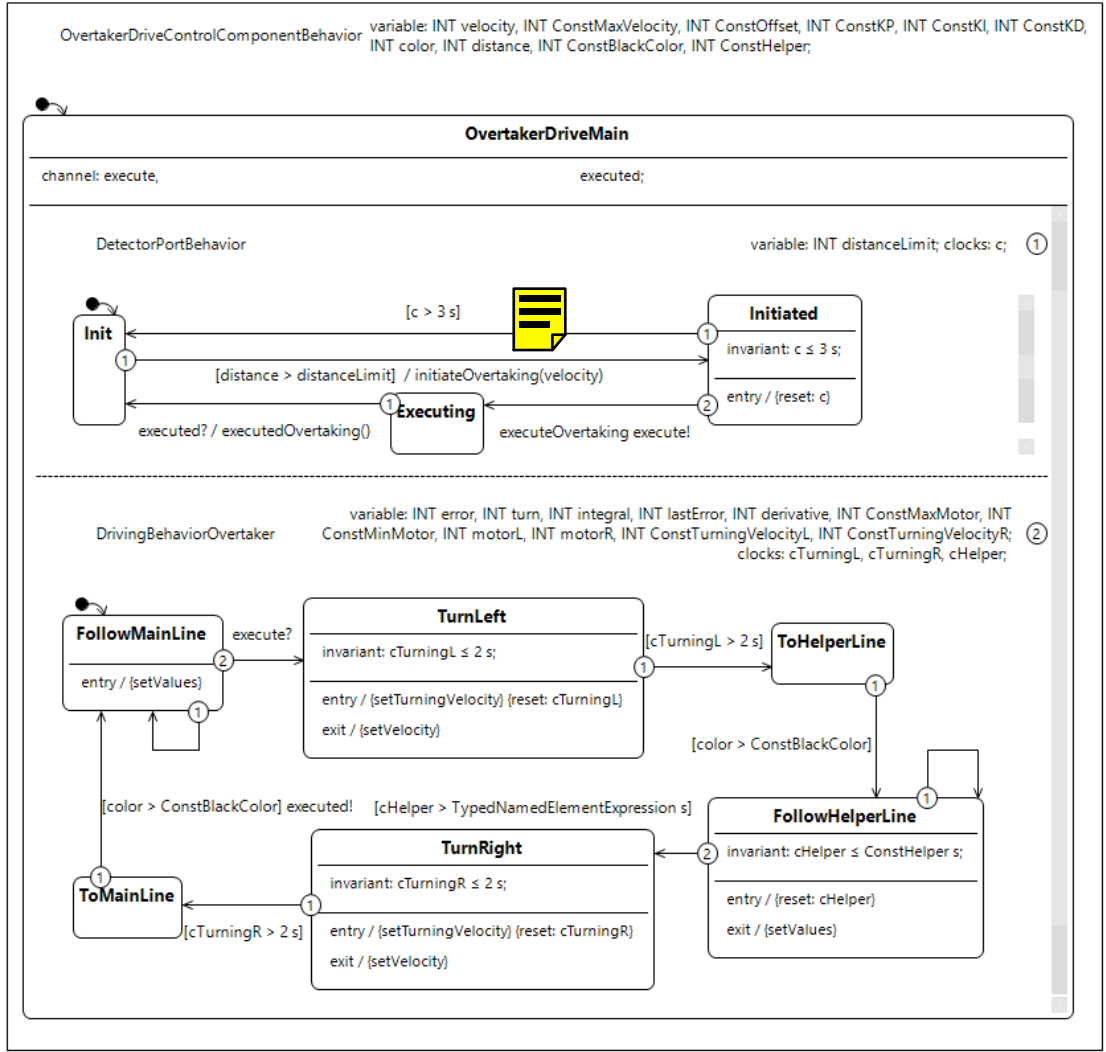 OvertakerDriveControlComponentBehavior
variable: INT velocity, INT ConstMaxVelocity, INT ConstOffset, INT ConstKP, INT ConstKI, INT ConstKD,
INT color, INT distance, INT ConstBlackColor, INT ConstHelper;
OvertakerDriveMain
channel: execute,
executed;
DetectorPortBehavior
variable: INT distanceLimit; clocks: c;
1
[c > 3 s]
Init
1
Initiated
invariant: c ≤ 3 s;
entry / {reset: c}
1
2
[distance > distanceLimit] / initiateOvertaking(velocity)
1
Executing
executed? / executedOvertaking()
executeOvertaking execute!
DrivingBehaviorOvertaker
variable: INT error, INT turn, INT integral, INT lastError, INT derivative, INT ConstMaxMotor, INT
ConstMinMotor, INT motorL, INT motorR, INT ConstTurningVelocityL, INT ConstTurningVelocityR;
clocks: cTurningL, cTurningR, cHelper;
2
FollowMainLine
entry / {setValues}
2
1
execute?
TurnLeft
invariant: cTurningL ≤ 2 s;
entry / {setTurningVelocity} {reset: cTurningL}
exit / {setVelocity}
1
[cTurningL > 2 s]
ToHelperLine
1
[color > ConstBlackColor]
[color > ConstBlackColor] executed!
[cHelper > TypedNamedElementExpression s]
1
FollowHelperLine
invariant: cHelper ≤ ConstHelper s;
entry / {reset: cHelper}
exit / {setValues}
2
TurnRight
invariant: cTurningR ≤ 2 s;
entry / {setTurningVelocity} {reset: cTurningR}
exit / {setVelocity}
1
[cTurningR > 2 s]
1
ToMainLine